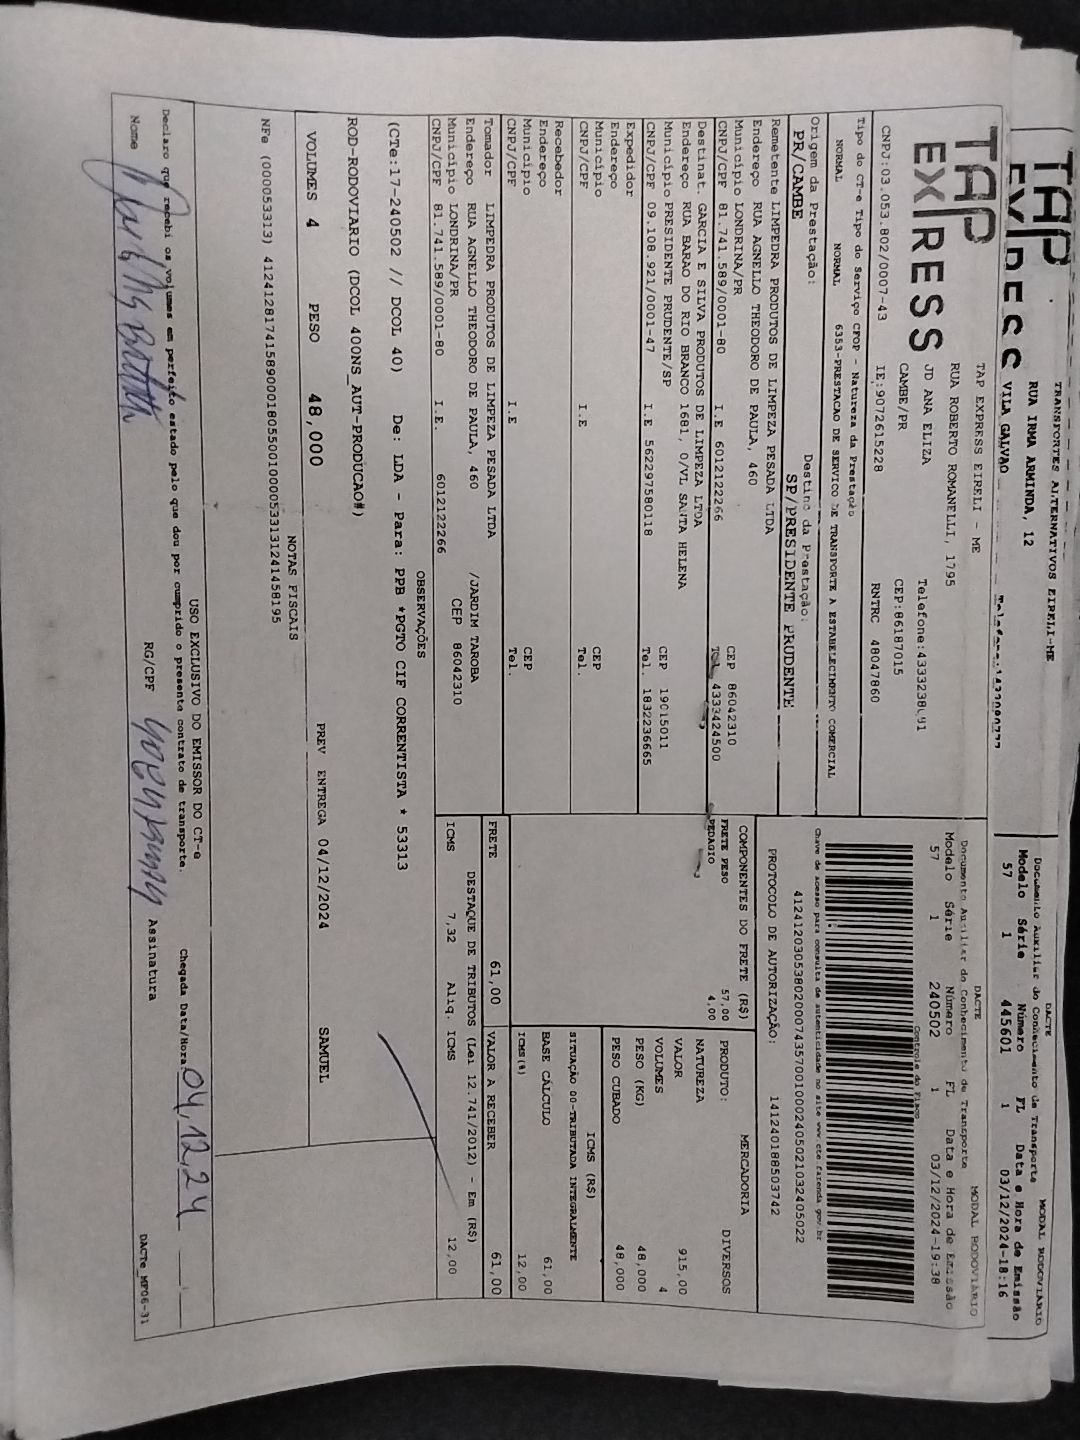 TRANSPORTES ALTERNATIVOS EIRELI-ME
RUA IRMA ARMINDA, 12
VILA GALVAO
TAP
DACTE MODAL RODOVIÁRIO
Documento Auxiliar do Conhecimento de Transporte
Modelo Série Número FL Data e Hora de Emissão
57 1 445601 1 03/12/2024-18:16
TAP
EXPRESS
TAP EXPRESS EIRELI - ME
RUA ROBERTO ROMANELLI, 1795
JD ANA ELIZA
CAMBE/PR
Telefone:
CEP:86187015
CNPJ:03.053.802/0007-43 IE:9072615228 RNTRC 48047860
DACTE MODAL RODOVIÁRIO
Documento Auxiliar do Conhecimento de Transporte
Modelo Série Número FL Data e Hora de Emissão
57 1 240502 1 03/12/2024-19:38
Controle do Fisco
Chave de acesso para consulta de autenticidade no site www.cte.fazenda.gov.br
41241203053802000743570010002405021032405022
PROTOCOLO DE AUTORIZAÇÃO: 141240188503742
Tipo do CT-e Tipo do Serviço CFOP - Natureza da Prestação
NORMAL NORMAL 6353-PRESTACAO DE SERVICO DE TRANSPORTE A ESTABELECIMENTO COMERCIAL
Origem da Prestação: Destino da Prestação:
PR/CAMBE SP/PRESIDENTE PRUDENTE
Remetente LIMPEDRA PRODUTOS DE LIMPEZA PESADA LTDA
Endereço RUA AGNELLO THEODORO DE PAULA, 460
Município LONDRINA/PR CEP 86042310
CNPJ/CPF 81.741.589/0001-80 I.E 6012122266 Tel. 4333424500
Destinat. GARCIA E SILVA PRODUTOS DE LIMPEZA LTDA
Endereço RUA BARAO DO RIO BRANCO 1681, 0/VL SANTA HELENA
Município PRESIDENTE PRUDENTE/SP CEP 19015011
CNPJ/CPF 09.108.921/0001-47 I.E 562297580118 Tel. 1832236665
Expedidor
Endereço
Município CEP
CNPJ/CPF I.E Tel.
Recebedor
Endereço
Município CEP
CNPJ/CPF I.E Tel.
Tomador LIMPEDRA PRODUTOS DE LIMPEZA PESADA LTDA
Endereço RUA AGNELLO THEODORO DE PAULA, 460 /JARDIM TAROBA
Município LONDRINA/PR CEP 86042310
CNPJ/CPF 81.741.589/0001-80 I.E. 6012122266
COMPONENTES DO FRETE (R$)
FRETE PESO 57,00
PEDAGIO 4,00
MERCADORIA
PRODUTO: DIVERSOS
NATUREZA
VALOR 915,00
VOLUMES 4
PESO (KG) 48,000
PESO CUBADO 48,000
ICMS (R$)
SITUAÇÃO 00-TRIBUTADA INTEGRALMENTE
BASE CÁLCULO 61,00
ICMS(%) 12,00
FRETE 61,00 VALOR A RECEBER 61,00
DESTAQUE DE TRIBUTOS (Lei 12.741/2012) - Em (R$)
ICMS 7,32 Aliq. ICMS 12,00
OBSERVAÇÕES
(CTe:17-240502 // DCOL 40) De: LDA - Para: PPB *PGTO CIF CORRENTISTA * 53313
ROD-RODOVIARIO (DCOL 400NS_AUT-PRODUCAO#)
VOLUMES 4 PESO 48,000 PREV ENTREGA 04/12/2024 SAMUEL
NOTAS FISCAIS
NFe (000053313) 41241281741589000180550010000533131241458195
USO EXCLUSIVO DO EMISSOR DO CT-e
Declaro que recebi os volumes em perfeito estado pelo que dou por cumprido o presente contrato de transporte. Chegada Data/Hora 04,12,24
Nome RG/CPF Assinatura DACTe_MP06-31